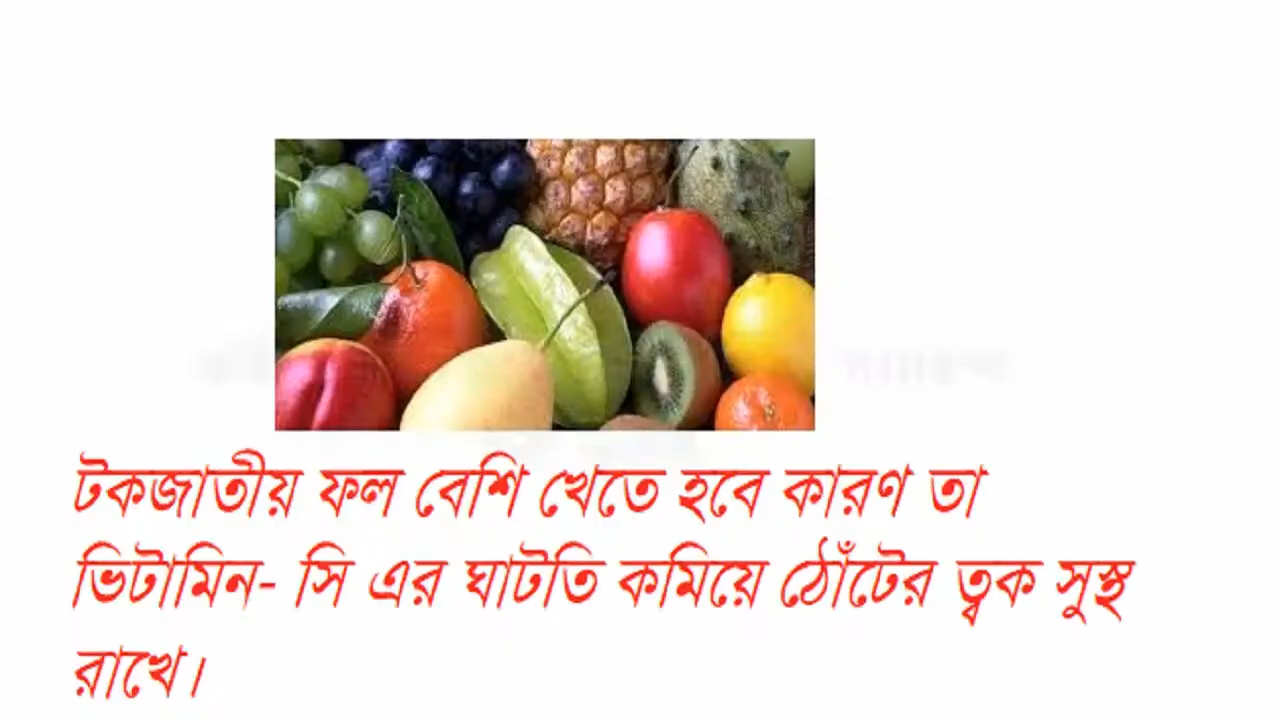 টকজাতীয় ফল বেশি খেতে হবে কারণ তা
ভিটামিন- সি এর ঘাটতি কমিয়ে ঠোঁটের ত্বক সুস্থ
রাখে।